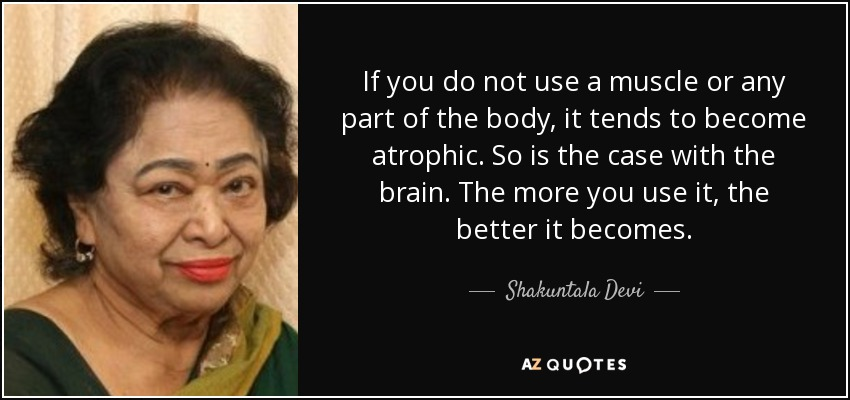 If you do not use a muscle or any
part of the body, it tends to become
atrophic. So is the case with the
brain. The more you use it, the
better it becomes.
Shakuntala Devi
AZ QUOTES